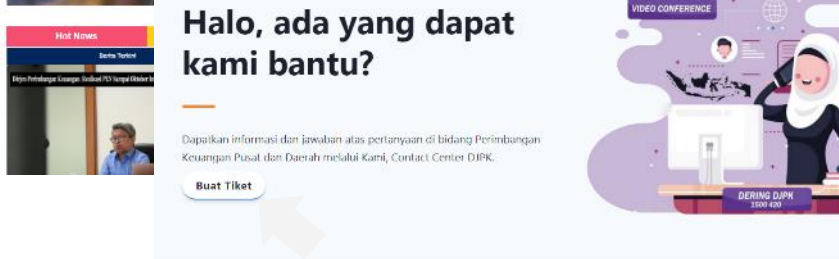 Hot News
Berita Terkini
Halo, ada yang dapat
kami bantu?
Dapatkan informasi dan jawaban atas pertanyaan di bidang Perimbangan
Keuangan Pusat dan Daerah melalui Kami, Contact Center DJPK.
Buat Tiket
VIDEO CONFERENCE
DERING DJPK
1500 420